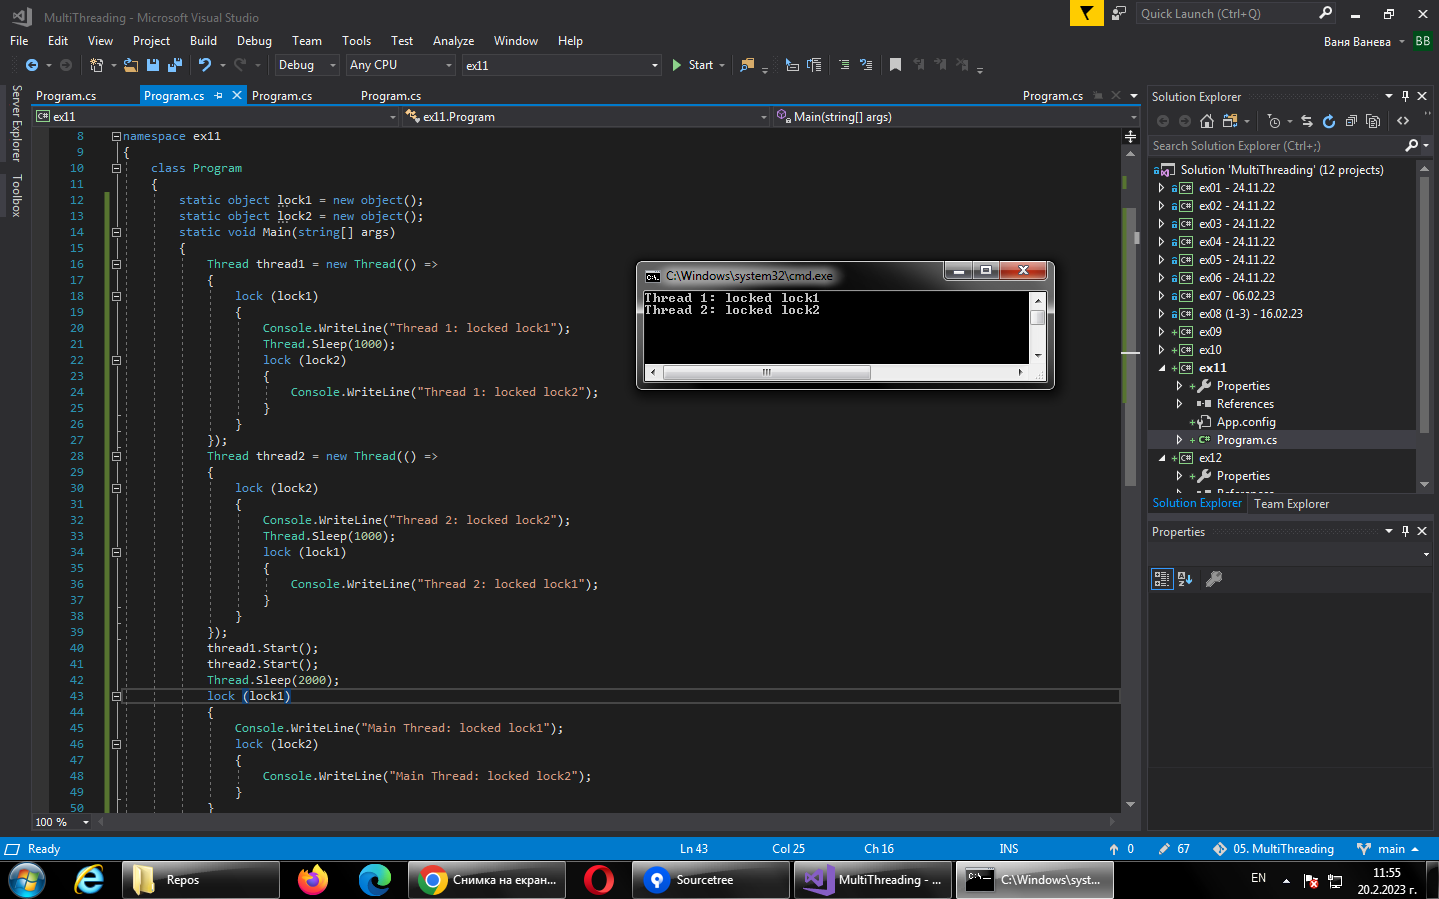 MultiThreading - Microsoft Visual Studio
Quick Launch (Ctrl+Q)
File Edit View Project Build Debug Team Tools Test Analyze Window Help
Ваня Ванева BB
Debug Any CPU ex11 Start
Server Explorer
Toolbox
Program.cs Program.cs Program.cs Program.cs Program.cs
ex11 ex11.Program Main(string[] args)
8 namespace ex11
9 {
10 class Program
11 {
12 static object lock1 = new object();
13 static object lock2 = new object();
14 static void Main(string[] args)
15 {
16 Thread thread1 = new Thread(() =>
17 {
18 lock (lock1)
19 {
20 Console.WriteLine("Thread 1: locked lock1");
21 Thread.Sleep(1000);
22 lock (lock2)
23 {
24 Console.WriteLine("Thread 1: locked lock2");
25 }
26 }
27 });
28 Thread thread2 = new Thread(() =>
29 {
30 lock (lock2)
31 {
32 Console.WriteLine("Thread 2: locked lock2");
33 Thread.Sleep(1000);
34 lock (lock1)
35 {
36 Console.WriteLine("Thread 2: locked lock1");
37 }
38 }
39 });
40 thread1.Start();
41 thread2.Start();
42 Thread.Sleep(2000);
43 lock (lock1)
44 {
45 Console.WriteLine("Main Thread: locked lock1");
46 lock (lock2)
47 {
48 Console.WriteLine("Main Thread: locked lock2");
49 }
50 }
100 %
C:\Windows\system32\cmd.exe
Thread 1: locked lock1
Thread 2: locked lock2
Solution Explorer
Search Solution Explorer (Ctrl+;)
Solution 'MultiThreading' (12 projects)
ex01 - 24.11.22
ex02 - 24.11.22
ex03 - 24.11.22
ex04 - 24.11.22
ex05 - 24.11.22
ex06 - 24.11.22
ex07 - 06.02.23
ex08 (1-3) - 16.02.23
ex09
ex10
ex11
Properties
References
App.config
Program.cs
ex12
Properties
References
Solution Explorer Team Explorer
Properties
Ready Ln 43 Col 25 Ch 16 INS 0 67 05. MultiThreading main
Repos Снимка на екран... Sourcetree MultiThreading - ... C:\Windows\syst...
EN 11:55
20.2.2023 г.